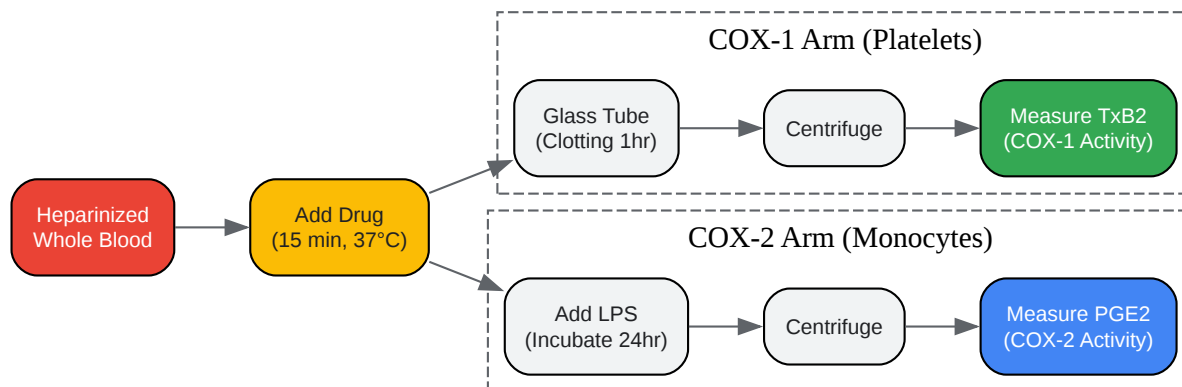 COX-1 Arm (Platelets)
Glass Tube
(Clotting 1hr)
Centrifuge
Measure TxB2
(COX-1 Activity)
Heparinized
Whole Blood
Add Drug
(15 min, 37°C)
COX-2 Arm (Monocytes)
Add LPS
(Incubate 24hr)
Centrifuge
Measure PGE2
(COX-2 Activity)